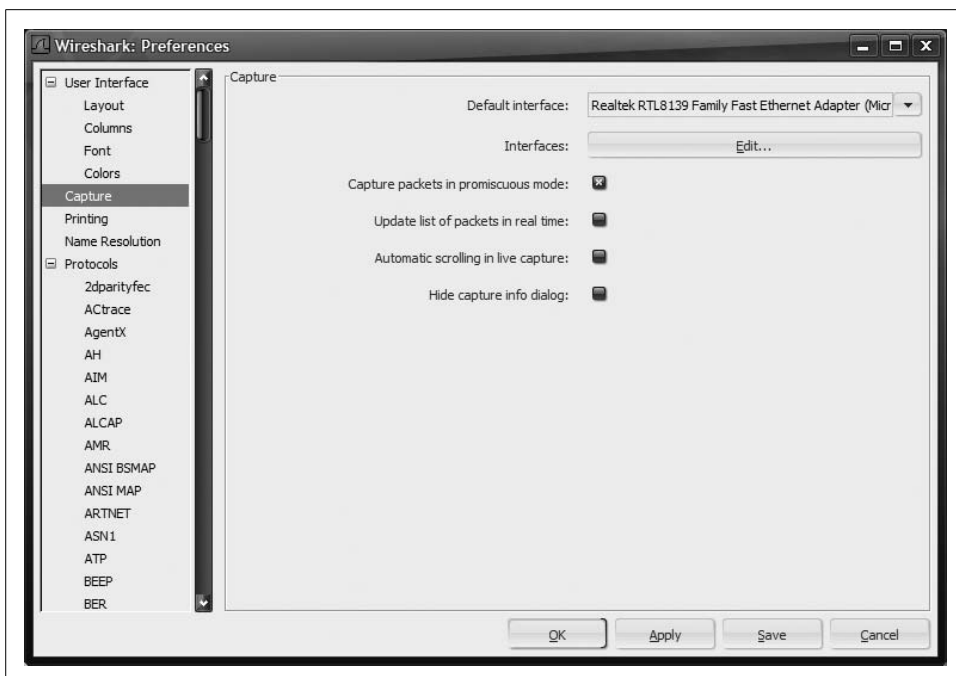 Wireshark: Preferences
User Interface
Layout
Columns
Font
Colors
Capture
Printing
Name Resolution
Protocols
2dparityfec
ACtrace
AgentX
AH
AIM
ALC
ALCAP
AMR
ANSI BSMAP
ANSI MAP
ARTNET
ASN1
ATP
BEEP
BER
Capture
Default interface: Realtek RTL8139 Family Fast Ethernet Adapter (Micr
Interfaces: Edit...
Capture packets in promiscuous mode:
Update list of packets in real time:
Automatic scrolling in live capture:
Hide capture info dialog:
OK Apply Save Cancel